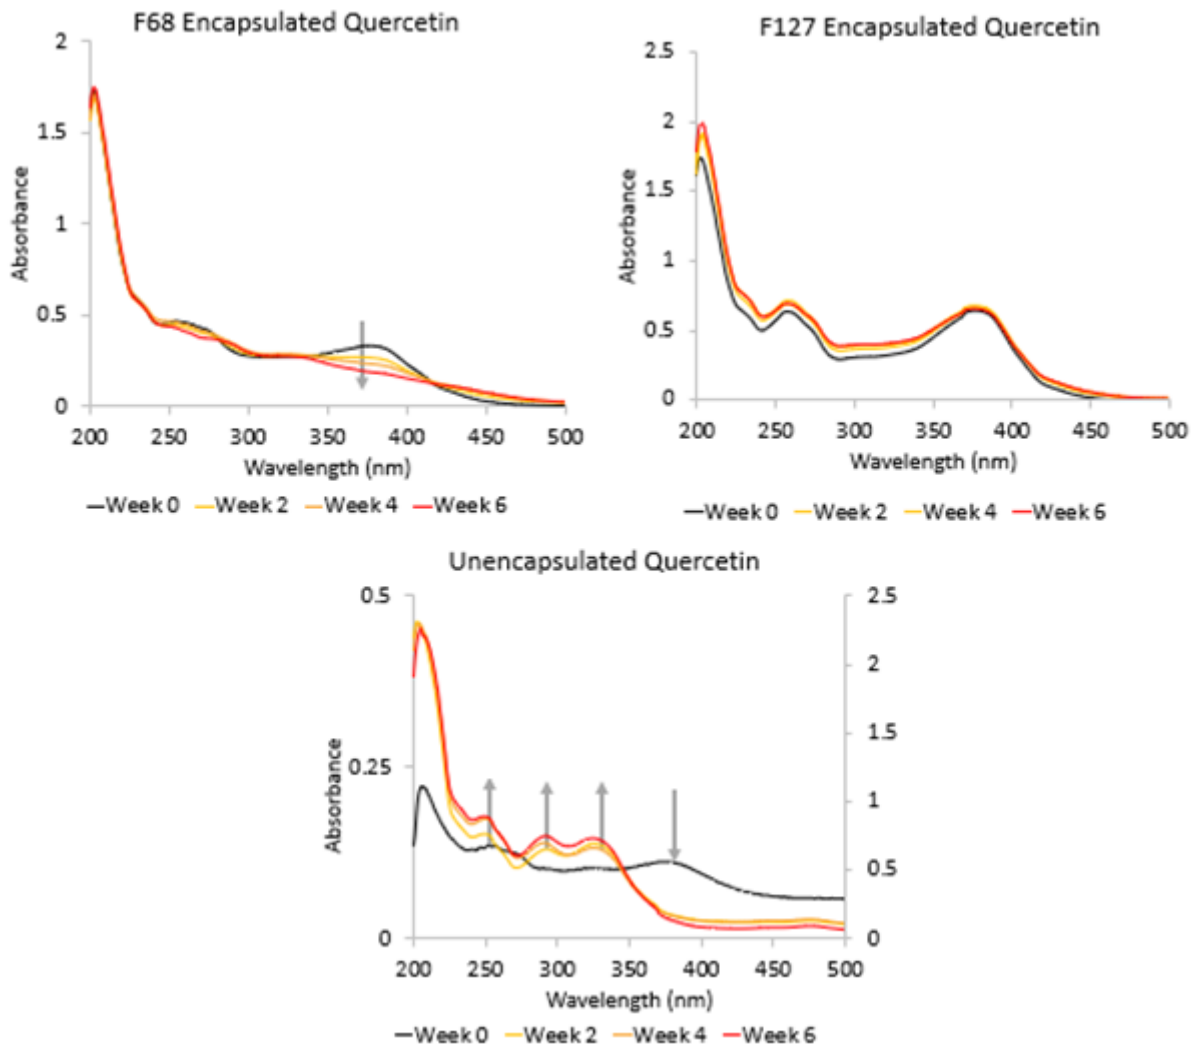 F68 Encapsulated Quercetin
2
1.5
1
0.5
0
Absorbance
200 250 300 350 400 450 500
Wavelength (nm)
Week 0 Week 2 Week 4 Week 6
F127 Encapsulated Quercetin
2.5
2
1.5
1
0.5
0
Absorbance
200 250 300 350 400 450 500
Wavelength (nm)
Week 0 Week 2 Week 4 Week 6
Unencapsulated Quercetin
0.5
0.25
0
Absorbance
2.5
2
1.5
1
0.5
0
200 250 300 350 400 450 500
Wavelength (nm)
Week 0 Week 2 Week 4 Week 6